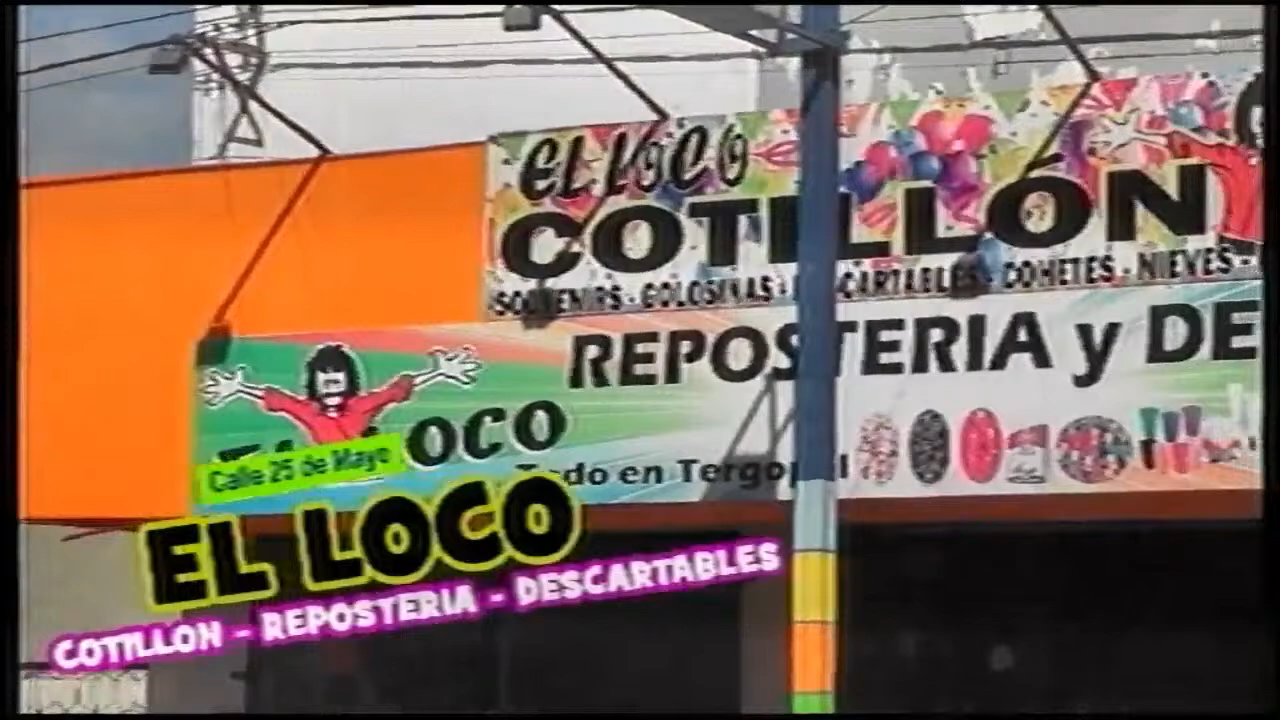 EL LOCO
COTILLÓN
SOUVENIRS - GOLOSINAS - DESCARTABLES - COHETES - NIEVES -
REPOSTERIA y DE
LOCO
Todo en Tergopol
Calle 25 de Mayo
EL LOCO
COTILLON - REPOSTERIA - DESCARTABLES